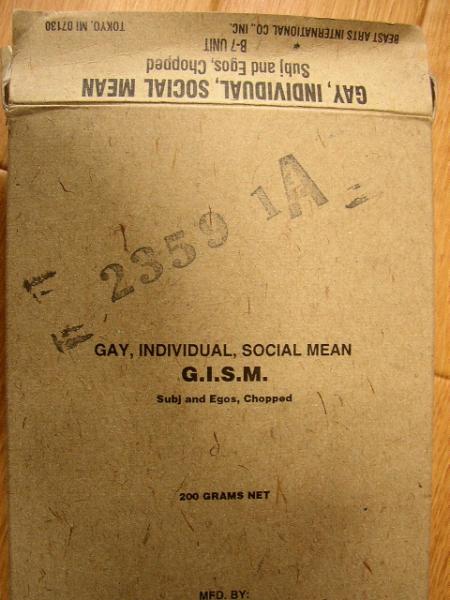 BEAST ARTS INTERNATIONAL CO., INC. TOKYO, MI 07130
B-7 UNIT
Subj and Egos, Chopped
GAY, INDIVIDUAL, SOCIAL MEAN
2359 1A
GAY, INDIVIDUAL, SOCIAL MEAN
G.I.S.M.
Subj and Egos, Chopped
200 GRAMS NET
MFD. BY: